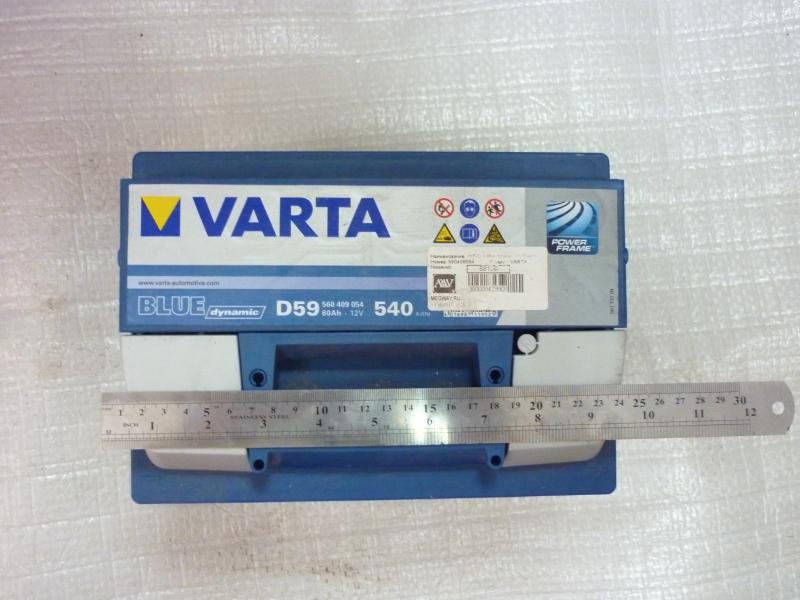 VARTA
POWER
FRAME
www.varta-automotive.com
BLUE dynamic
D59 560 409 054
60Ah · 12V 540
MEGWAY.RU
1 2 3 4 5 6 7 8 9 10 11 12 13 14 15 16 17 18 19 20 21 22 23 24 25 26 27 28 29 30
STAINLESS STEEL
INCH 1 2 3 4 5 6 7 8 9 10 11 12